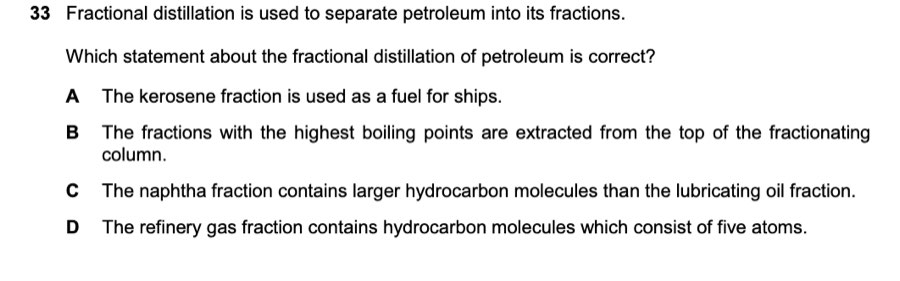 33 Fractional distillation is used to separate petroleum into its fractions.
Which statement about the fractional distillation of petroleum is correct?
A The kerosene fraction is used as a fuel for ships.
B The fractions with the highest boiling points are extracted from the top of the fractionating
column.
C The naphtha fraction contains larger hydrocarbon molecules than the lubricating oil fraction.
D The refinery gas fraction contains hydrocarbon molecules which consist of five atoms.